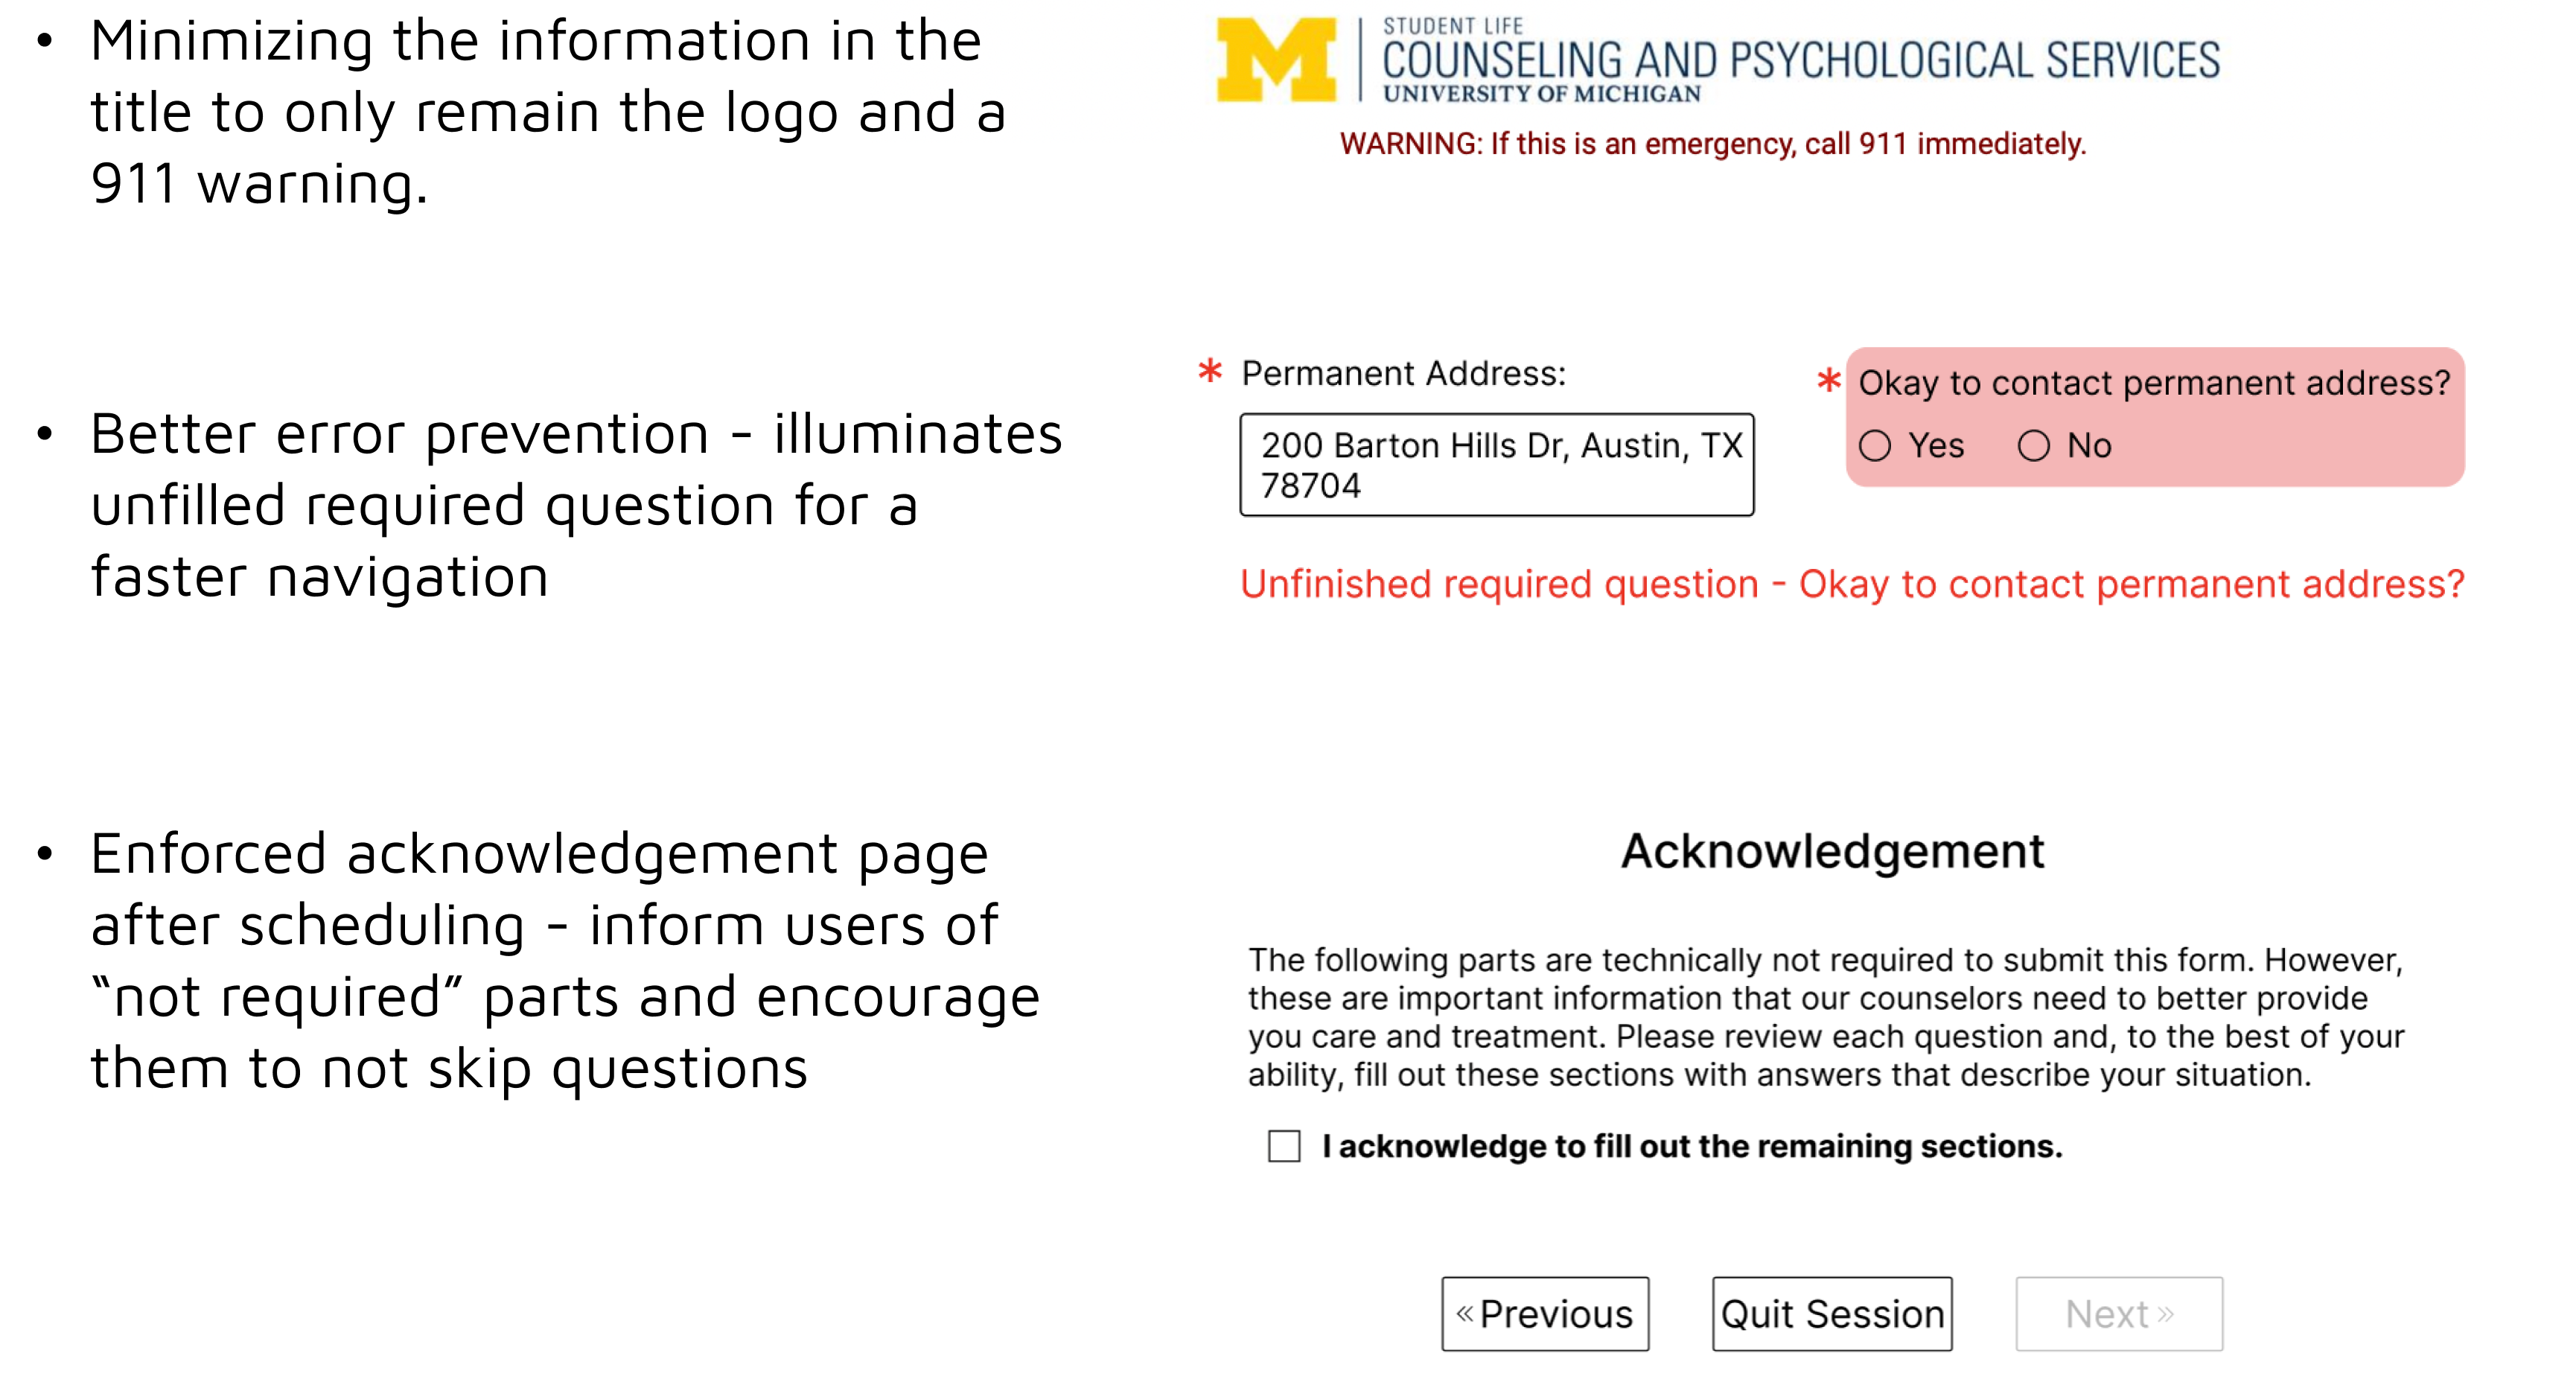 • Minimizing the information in the
title to only remain the logo and a
911 warning.
M
STUDENT LIFE
COUNSELING AND PSYCHOLOGICAL SERVICES
UNIVERSITY OF MICHIGAN
WARNING: If this is an emergency, call 911 immediately.
• Better error prevention - illuminates
unfilled required question for a
faster navigation
* Permanent Address:
200 Barton Hills Dr, Austin, TX
78704
* Okay to contact permanent address?
Yes No
Unfinished required question - Okay to contact permanent address?
• Enforced acknowledgement page
after scheduling - inform users of
“not required” parts and encourage
them to not skip questions
Acknowledgement
The following parts are technically not required to submit this form. However,
these are important information that our counselors need to better provide
you care and treatment. Please review each question and, to the best of your
ability, fill out these sections with answers that describe your situation.
I acknowledge to fill out the remaining sections.
«Previous Quit Session Next»